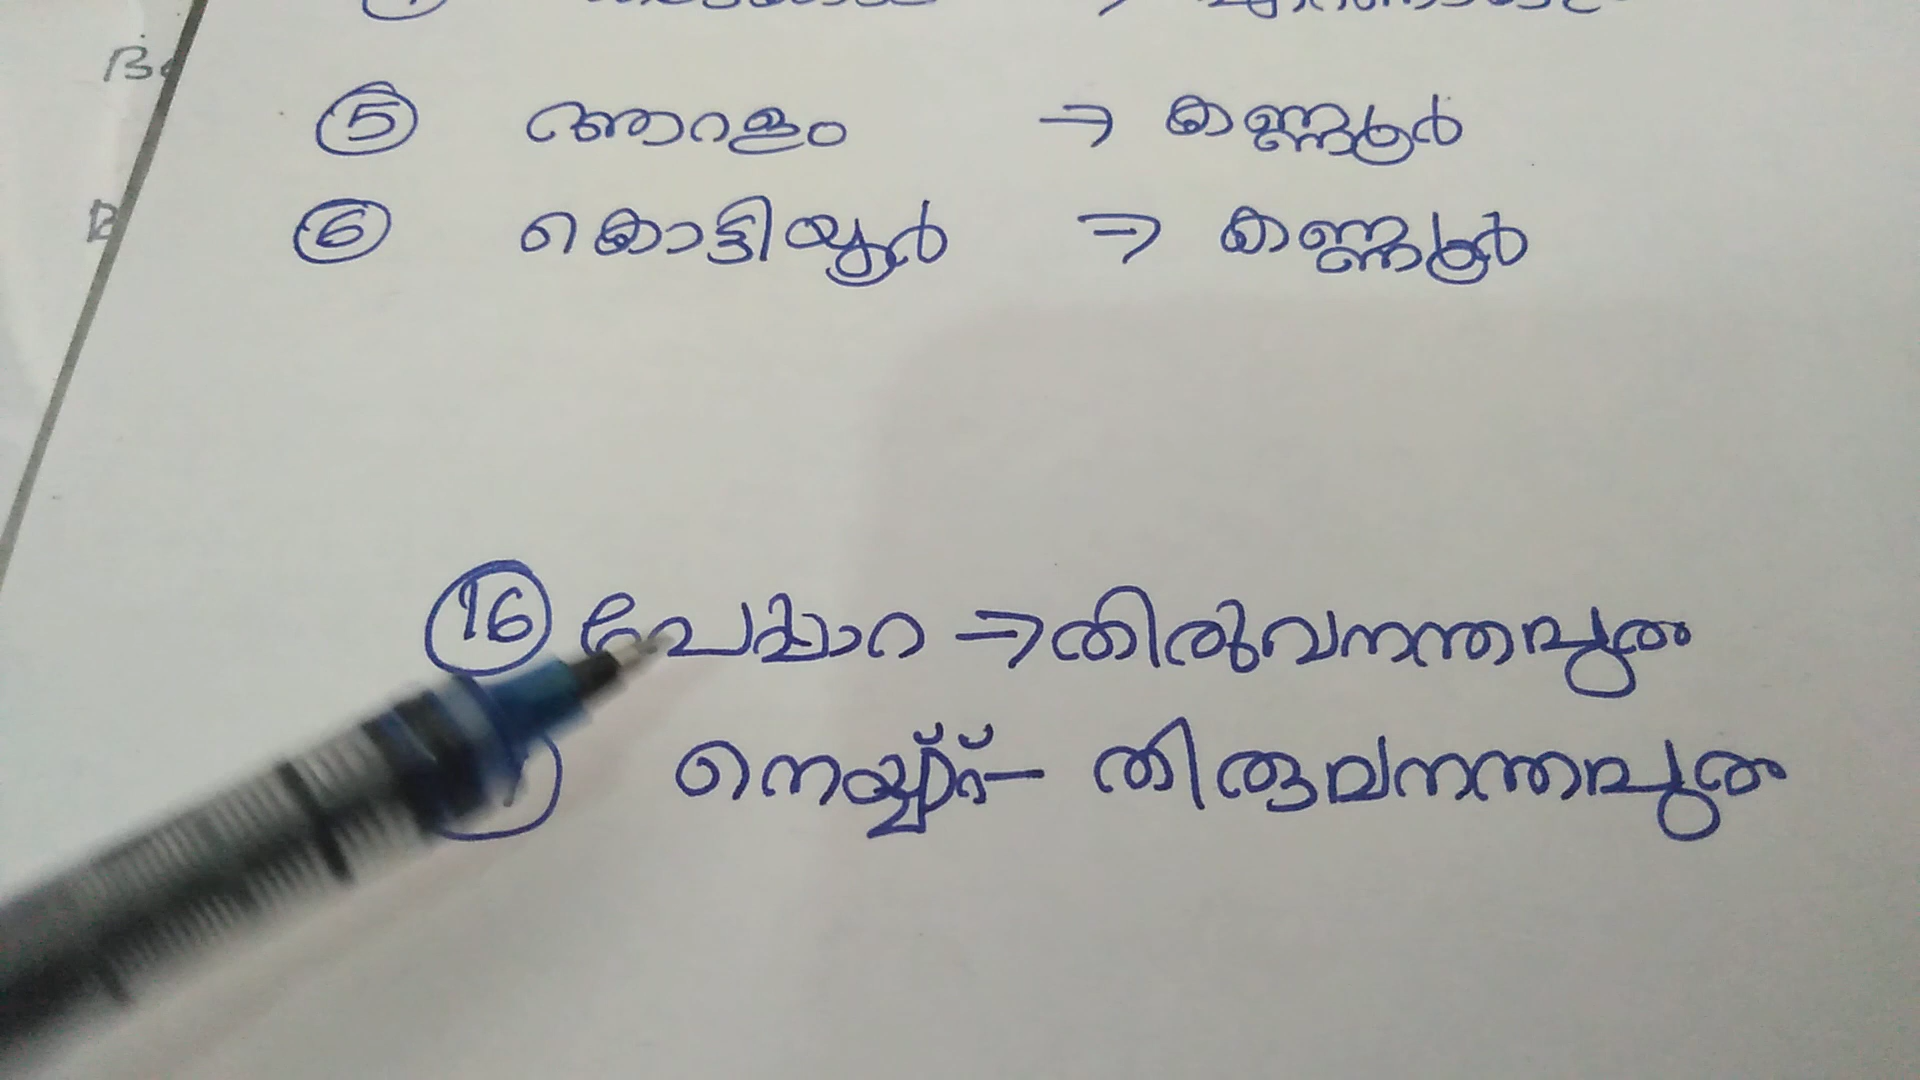 ⑤ ആറളം → കണ്ണൂർ
⑥ കൊട്ടിയൂർ → കണ്ണൂർ
⑯ പേപ്പാറ → തിരുവനന്തപുരം
നെയ്യാർ - തിരുവനന്തപുരം